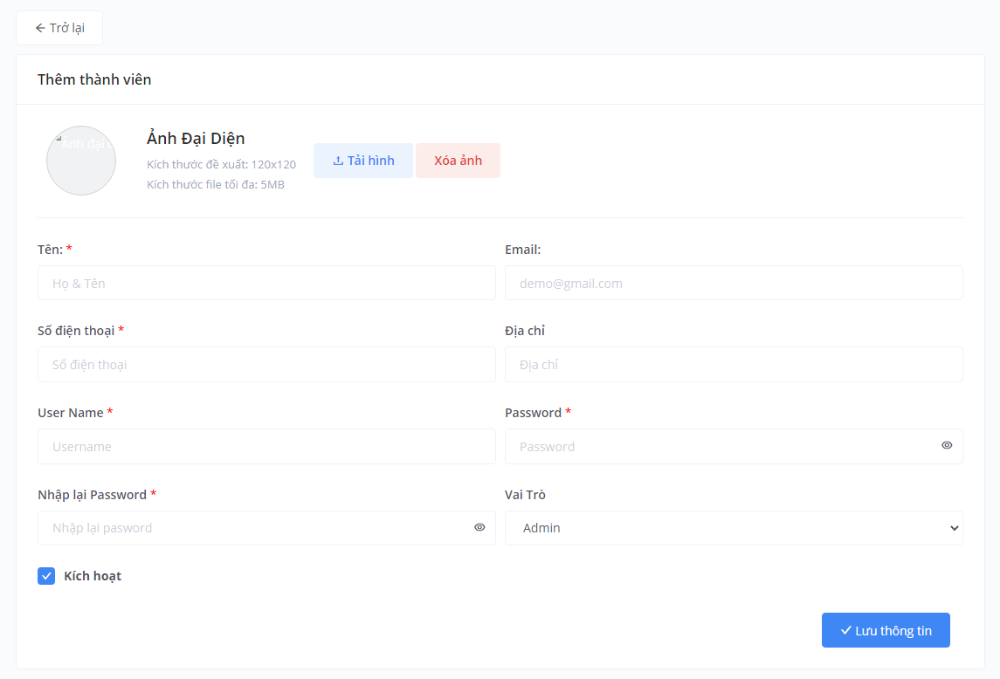 Trở lại
Thêm thành viên
Ảnh đại
Ảnh Đại Diện
Kích thước đề xuất: 120x120
Kích thước file tối đa: 5MB
Tải hình
Xóa ảnh
Tên: *
Email:
Họ & Tên
demo@gmail.com
Số điện thoại *
Địa chỉ
Số điện thoại
Địa chỉ
User Name *
Password *
Username
Password
Nhập lại Password *
Vai Trò
Nhập lại pasword
Admin
Kích hoạt
Lưu thông tin